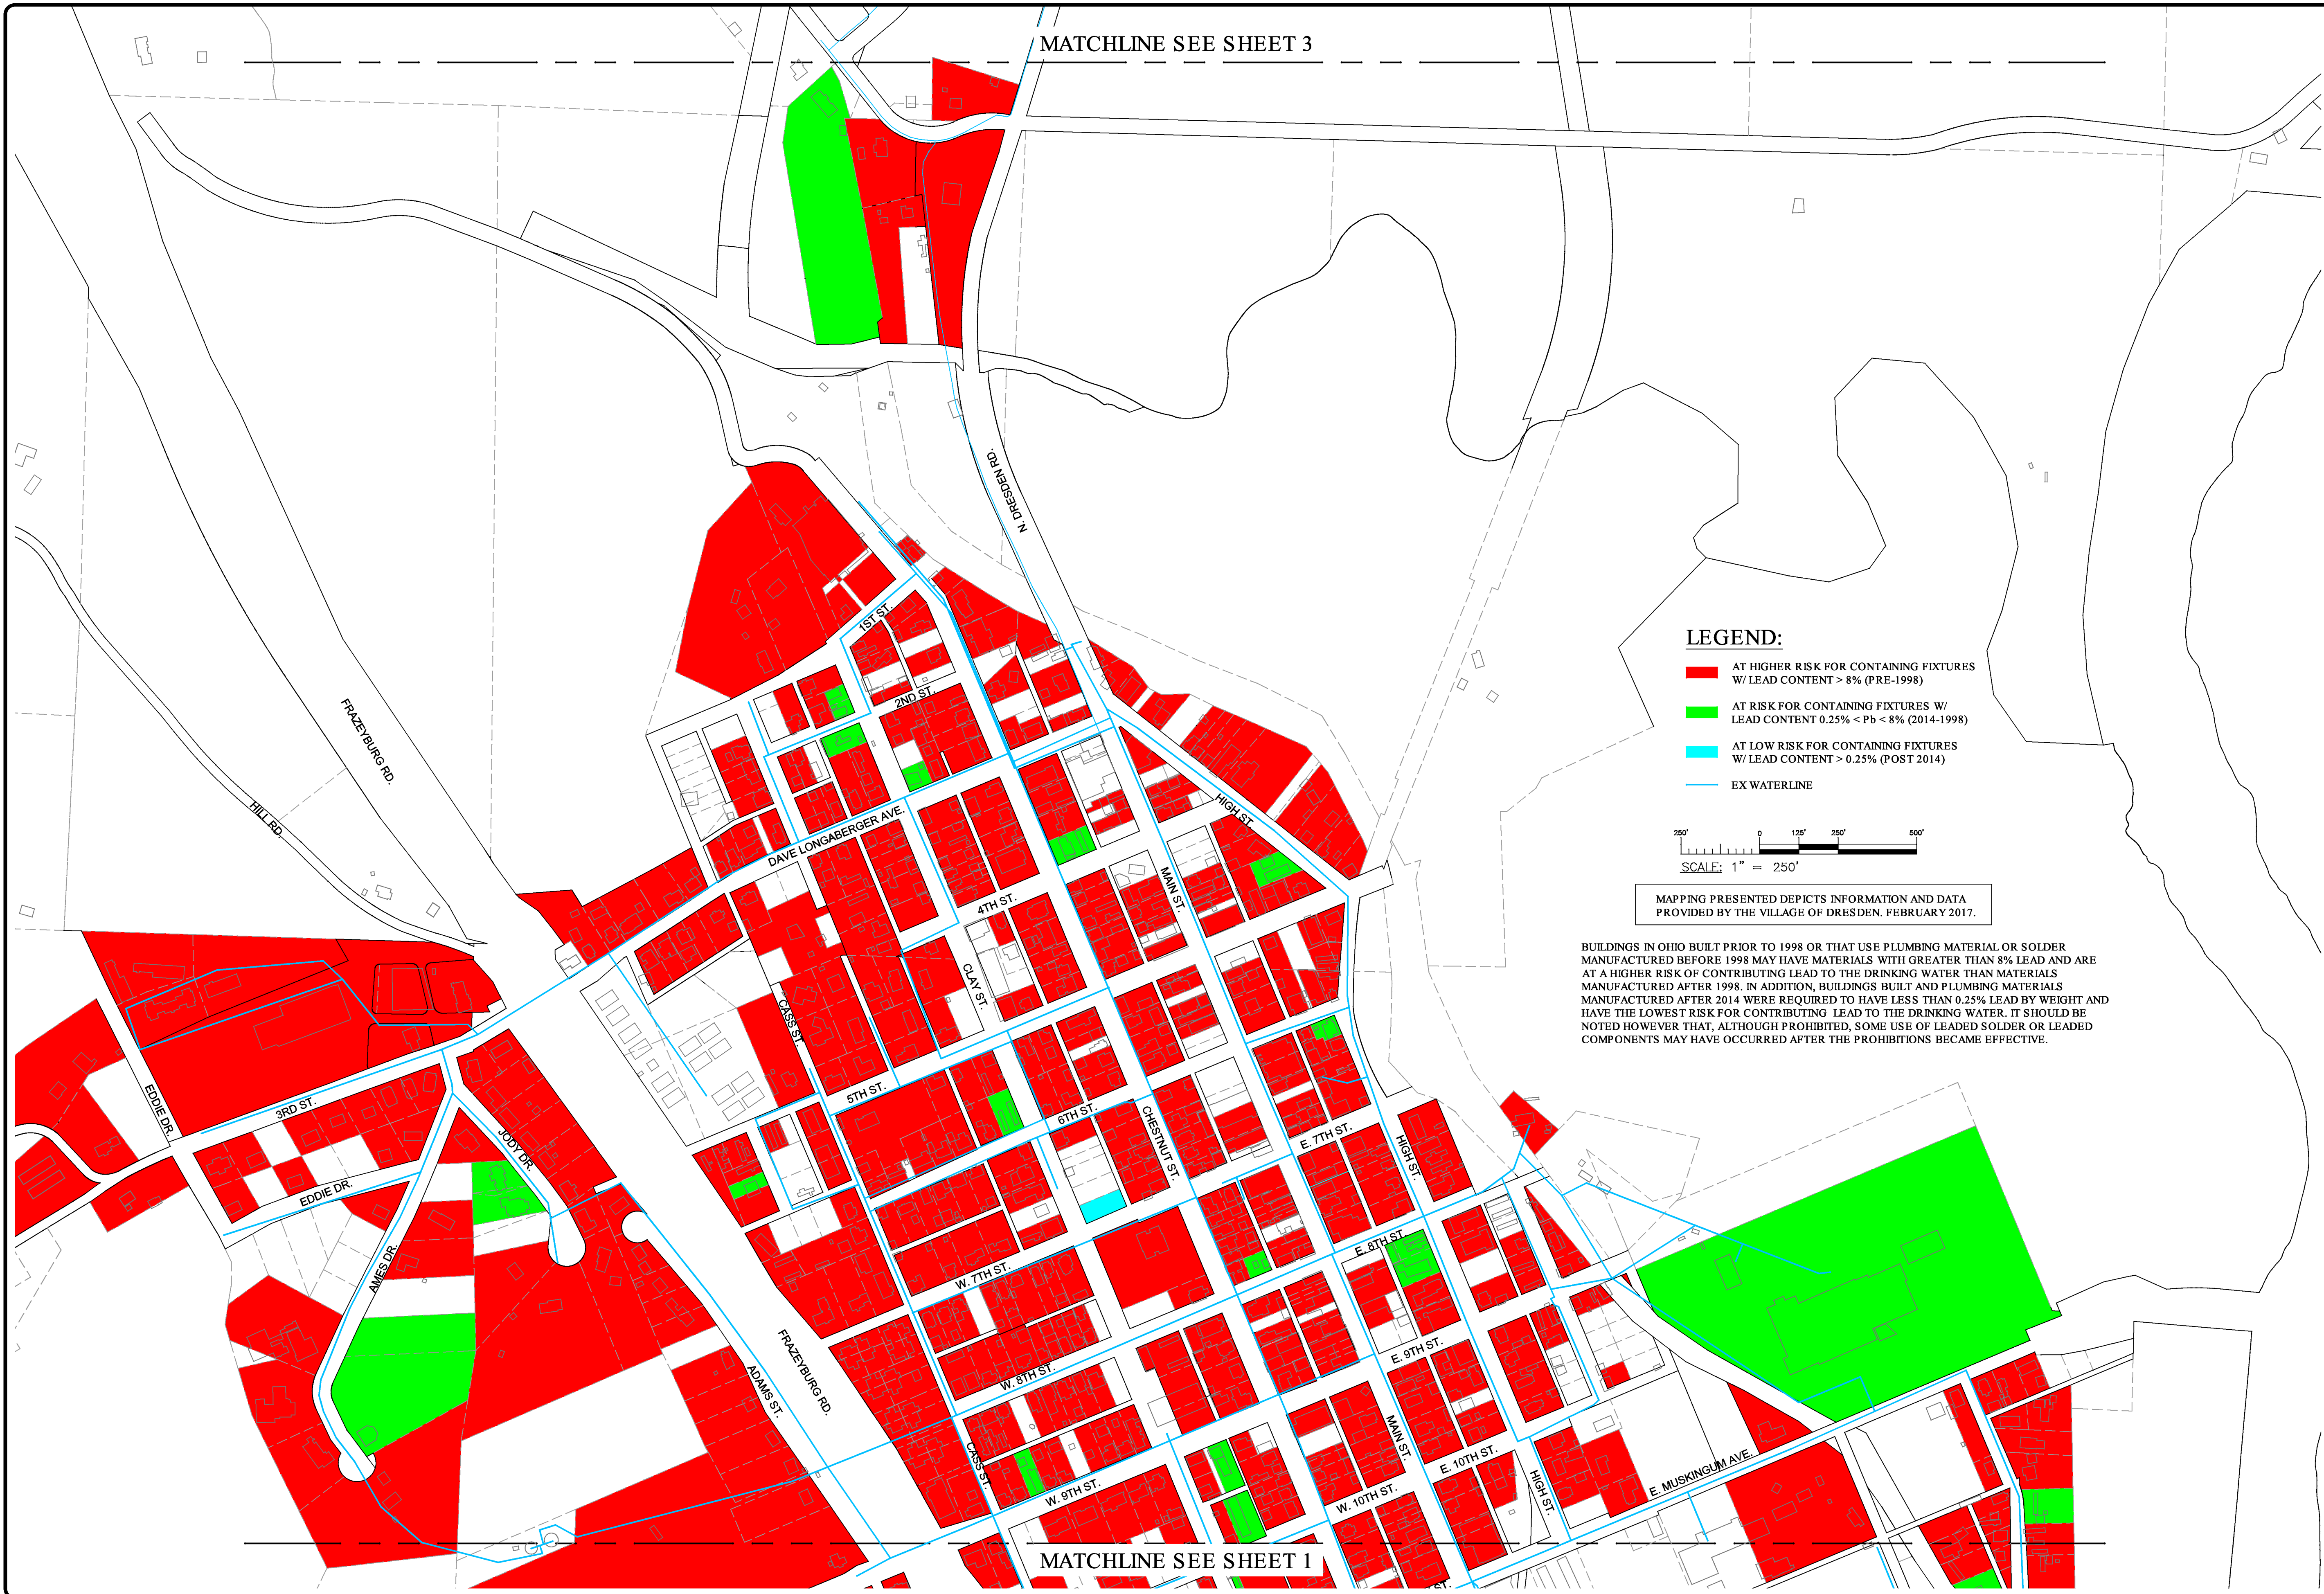 MATCHLINE SEE SHEET 3
N. DRESDEN RD.
1ST ST.
2ND ST.
FRAZEYBURG RD.
HILL RD.
DAVE LONGABERGER AVE.
HIGH ST.
MAIN ST.
4TH ST.
CLAY ST.
CASS ST.
LEGEND:
AT HIGHER RISK FOR CONTAINING FIXTURES
W/ LEAD CONTENT > 8% (PRE-1998)
AT RISK FOR CONTAINING FIXTURES W/
LEAD CONTENT 0.25% < Pb < 8% (2014-1998)
AT LOW RISK FOR CONTAINING FIXTURES
W/ LEAD CONTENT > 0.25% (POST 2014)
EX WATERLINE
250' 0 125' 250' 500'
SCALE: 1" = 250'
MAPPING PRESENTED DEPICTS INFORMATION AND DATA
PROVIDED BY THE VILLAGE OF DRESDEN. FEBRUARY 2017.
BUILDINGS IN OHIO BUILT PRIOR TO 1998 OR THAT USE PLUMBING MATERIAL OR SOLDER
MANUFACTURED BEFORE 1998 MAY HAVE MATERIALS WITH GREATER THAN 8% LEAD AND ARE
AT A HIGHER RISK OF CONTRIBUTING LEAD TO THE DRINKING WATER THAN MATERIALS
MANUFACTURED AFTER 1998. IN ADDITION, BUILDINGS BUILT AND PLUMBING MATERIALS
MANUFACTURED AFTER 2014 WERE REQUIRED TO HAVE LESS THAN 0.25% LEAD BY WEIGHT AND
HAVE THE LOWEST RISK FOR CONTRIBUTING LEAD TO THE DRINKING WATER. IT SHOULD BE
NOTED HOWEVER THAT, ALTHOUGH PROHIBITED, SOME USE OF LEADED SOLDER OR LEADED
COMPONENTS MAY HAVE OCCURRED AFTER THE PROHIBITIONS BECAME EFFECTIVE.
EDDIE DR.
3RD ST.
JODY DR.
EDDIE DR.
AMES DR.
5TH ST.
6TH ST.
CHESTNUT ST.
E. 7TH ST.
HIGH ST.
E. 8TH ST.
W. 7TH ST.
FRAZEYBURG RD.
ADAMS ST.
W. 8TH ST.
E. 9TH ST.
MAIN ST.
CASS ST.
W. 9TH ST.
E. 10TH ST.
W. 10TH ST.
HIGH ST.
E. MUSKINGUM AVE.
MATCHLINE SEE SHEET 1
ST.